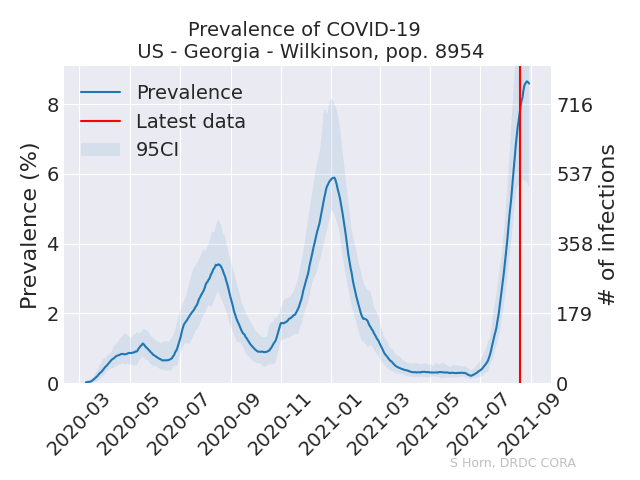 Prevalence of COVID-19
US - Georgia - Wilkinson, pop. 8954
Prevalence
Latest data
95CI
Prevalence (%)
8
6
4
2
0
716
537
358
179
0
# of infections
2020-03
2020-05
2020-07
2020-09
2020-11
2021-01
2021-03
2021-05
2021-07
2021-09
S Horn, DRDC CORA